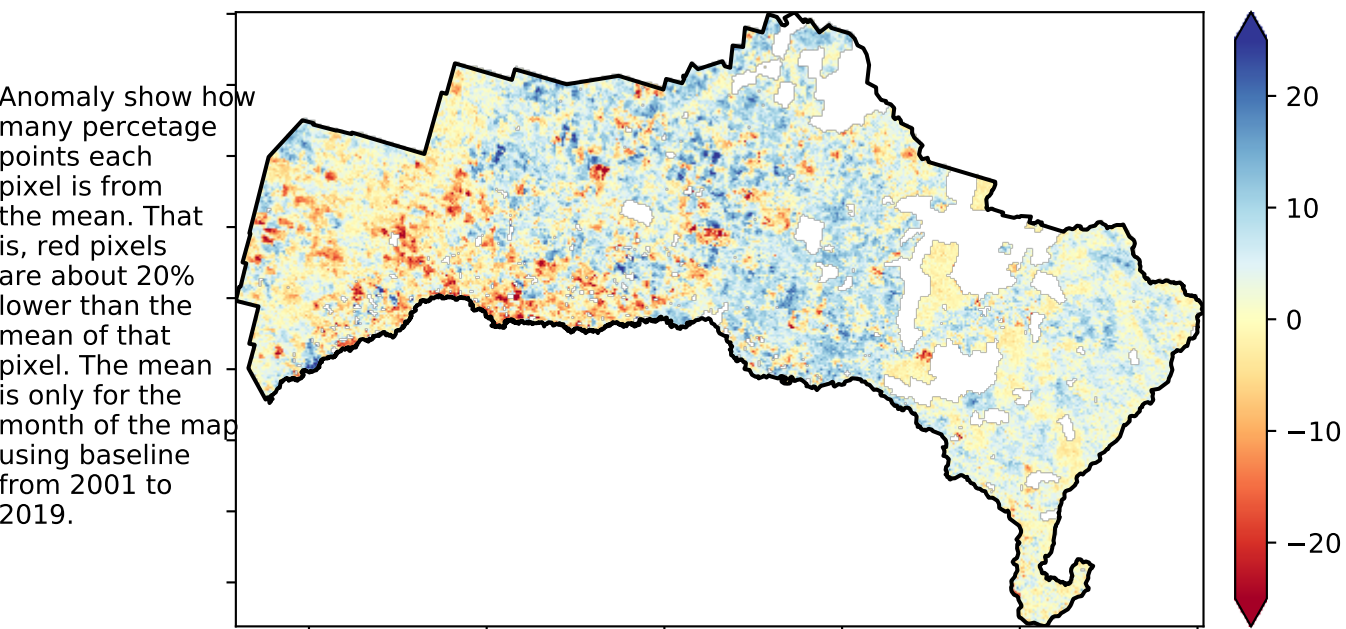 Anomaly show how
many percetage
points each
pixel is from
the mean. That
is, red pixels
are about 20%
lower than the
mean of that
pixel. The mean
is only for the
month of the map
using baseline
from 2001 to
2019.
20
10
0
−10
−20